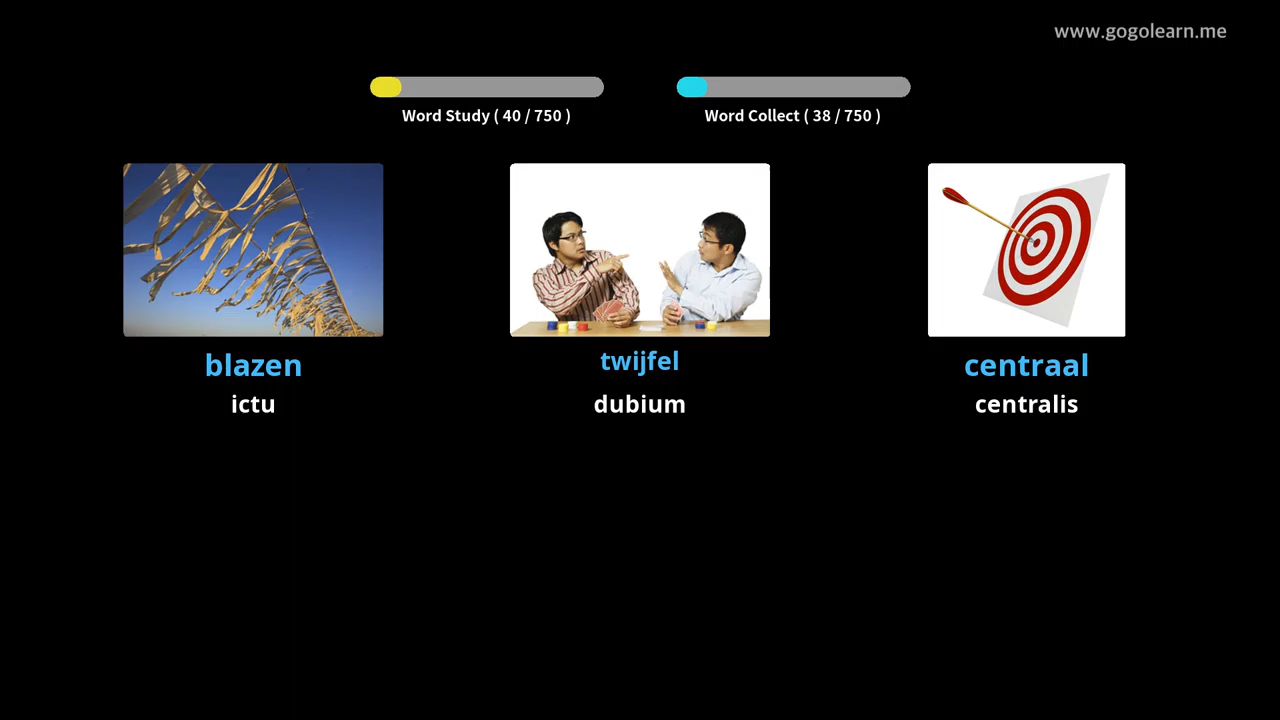 www.gogolearn.me
Word Study ( 40 / 750 )
Word Collect ( 38 / 750 )
blazen
ictu
twijfel
dubium
centraal
centralis